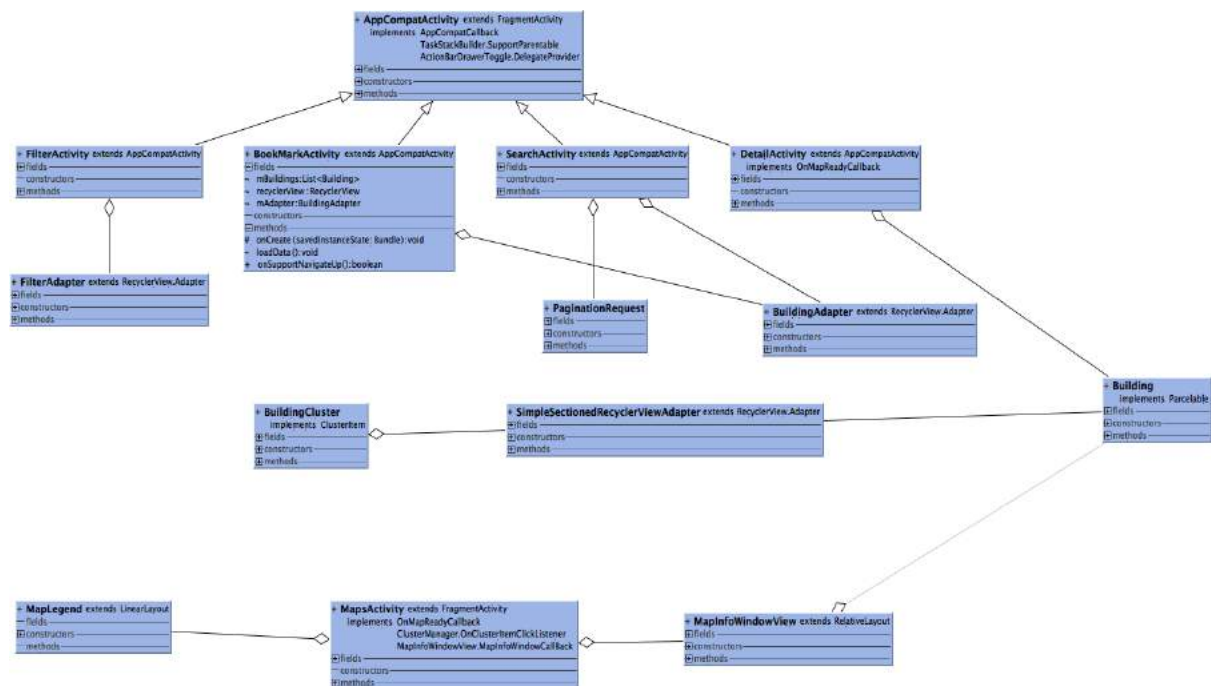 + AppCompatActivity extends FragmentActivity
implements AppCompatCallback
TaskStackBuilder.SupportParentable
ActionBarDrawerToggle.DelegateProvider
fields
constructors
methods
+ FilterActivity extends AppCompatActivity
fields
constructors
methods
+ BookMarkActivity extends AppCompatActivity
fields
~ mBuildings:List<Building>
~ recyclerView:RecyclerView
~ mAdapter:BuildingAdapter
constructors
methods
# onCreate(savedInstanceState: Bundle):void
- loadData():void
+ onSupportNavigateUp():boolean
+ SearchActivity extends AppCompatActivity
fields
constructors
methods
+ DetailActivity extends AppCompatActivity
implements OnMapReadyCallback
fields
constructors
methods
+ FilterAdapter extends RecyclerView.Adapter
fields
constructors
methods
+ PaginationRequest
fields
constructors
methods
+ BuildingAdapter extends RecyclerView.Adapter
fields
constructors
methods
+ Building
implements Parcelable
fields
constructors
methods
+ BuildingCluster
implements ClusterItem
fields
constructors
methods
+ SimpleSectionedRecyclerViewAdapter extends RecyclerView.Adapter
fields
constructors
methods
+ MapLegend extends LinearLayout
fields
constructors
methods
+ MapsActivity extends FragmentActivity
implements OnMapReadyCallback
ClusterManager.OnClusterItemClickListener
MapInfoWindowView.MapInfoWindowCallBack
fields
constructors
methods
+ MapInfoWindowView extends RelativeLayout
fields
constructors
methods